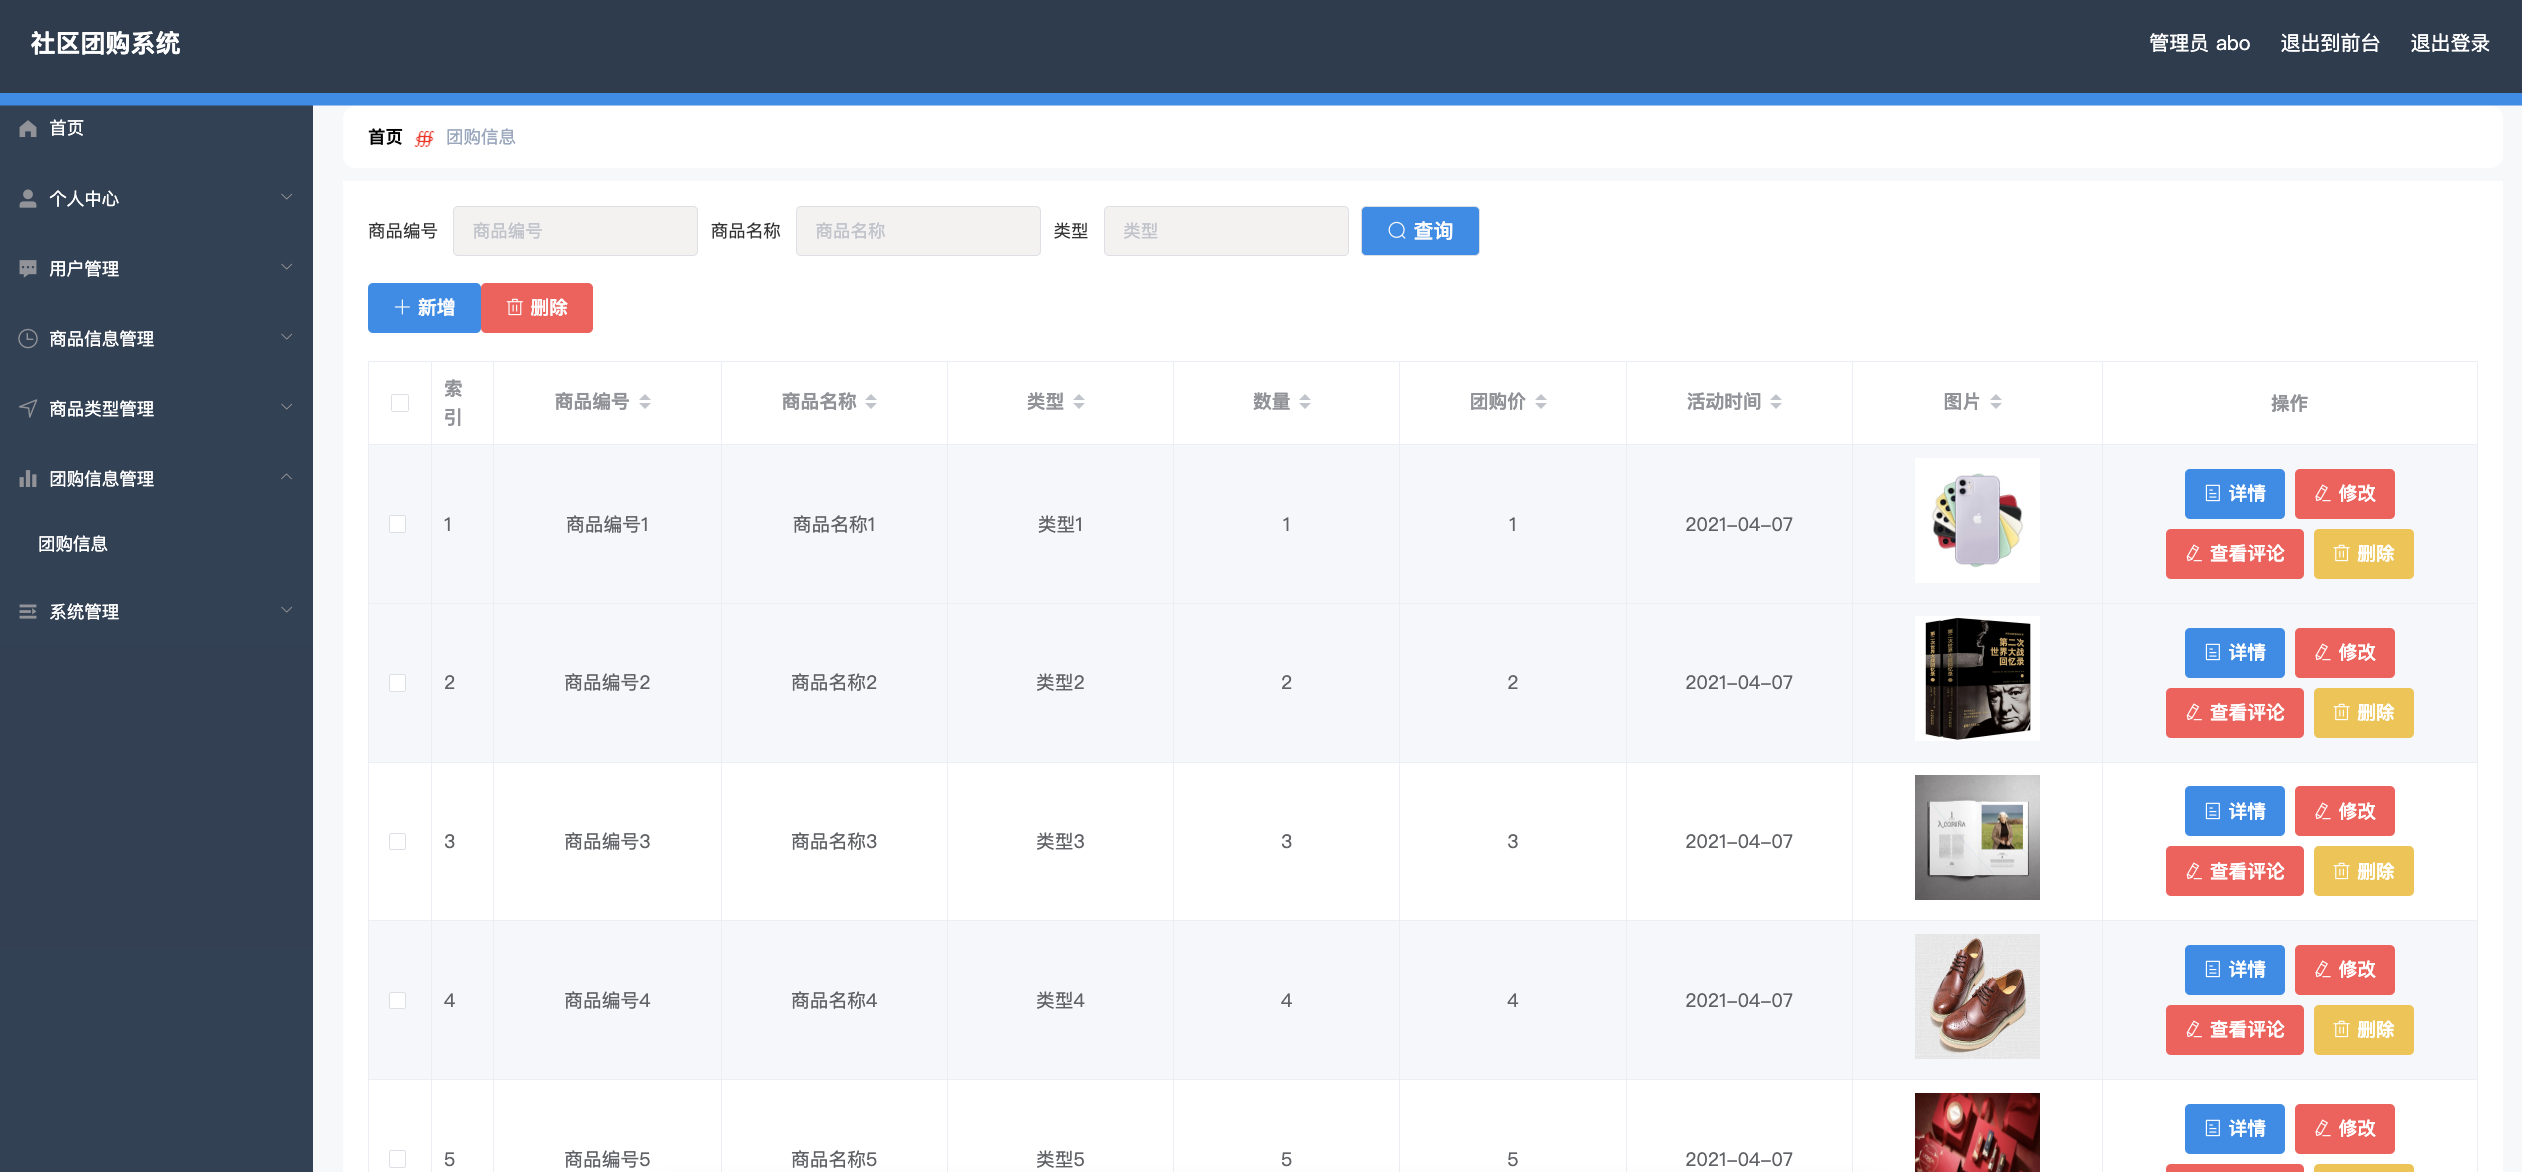 社区团购系统
管理员 abo 退出到前台 退出登录
首页
个人中心
用户管理
商品信息管理
商品类型管理
团购信息管理
团购信息
系统管理
首页 团购信息
商品编号 商品编号 商品名称 商品名称 类型 类型 查询
新增 删除
索引 商品编号 商品名称 类型 数量 团购价 活动时间 图片 操作
1 商品编号1 商品名称1 类型1 1 1 2021-04-07
详情 修改
查看评论 删除
2 商品编号2 商品名称2 类型2 2 2 2021-04-07
第二次
世界大战
回忆录
详情 修改
查看评论 删除
3 商品编号3 商品名称3 类型3 3 3 2021-04-07
详情 修改
查看评论 删除
4 商品编号4 商品名称4 类型4 4 4 2021-04-07
详情 修改
查看评论 删除
5 商品编号5 商品名称5 类型5 5 5 2021-04-07
详情 修改